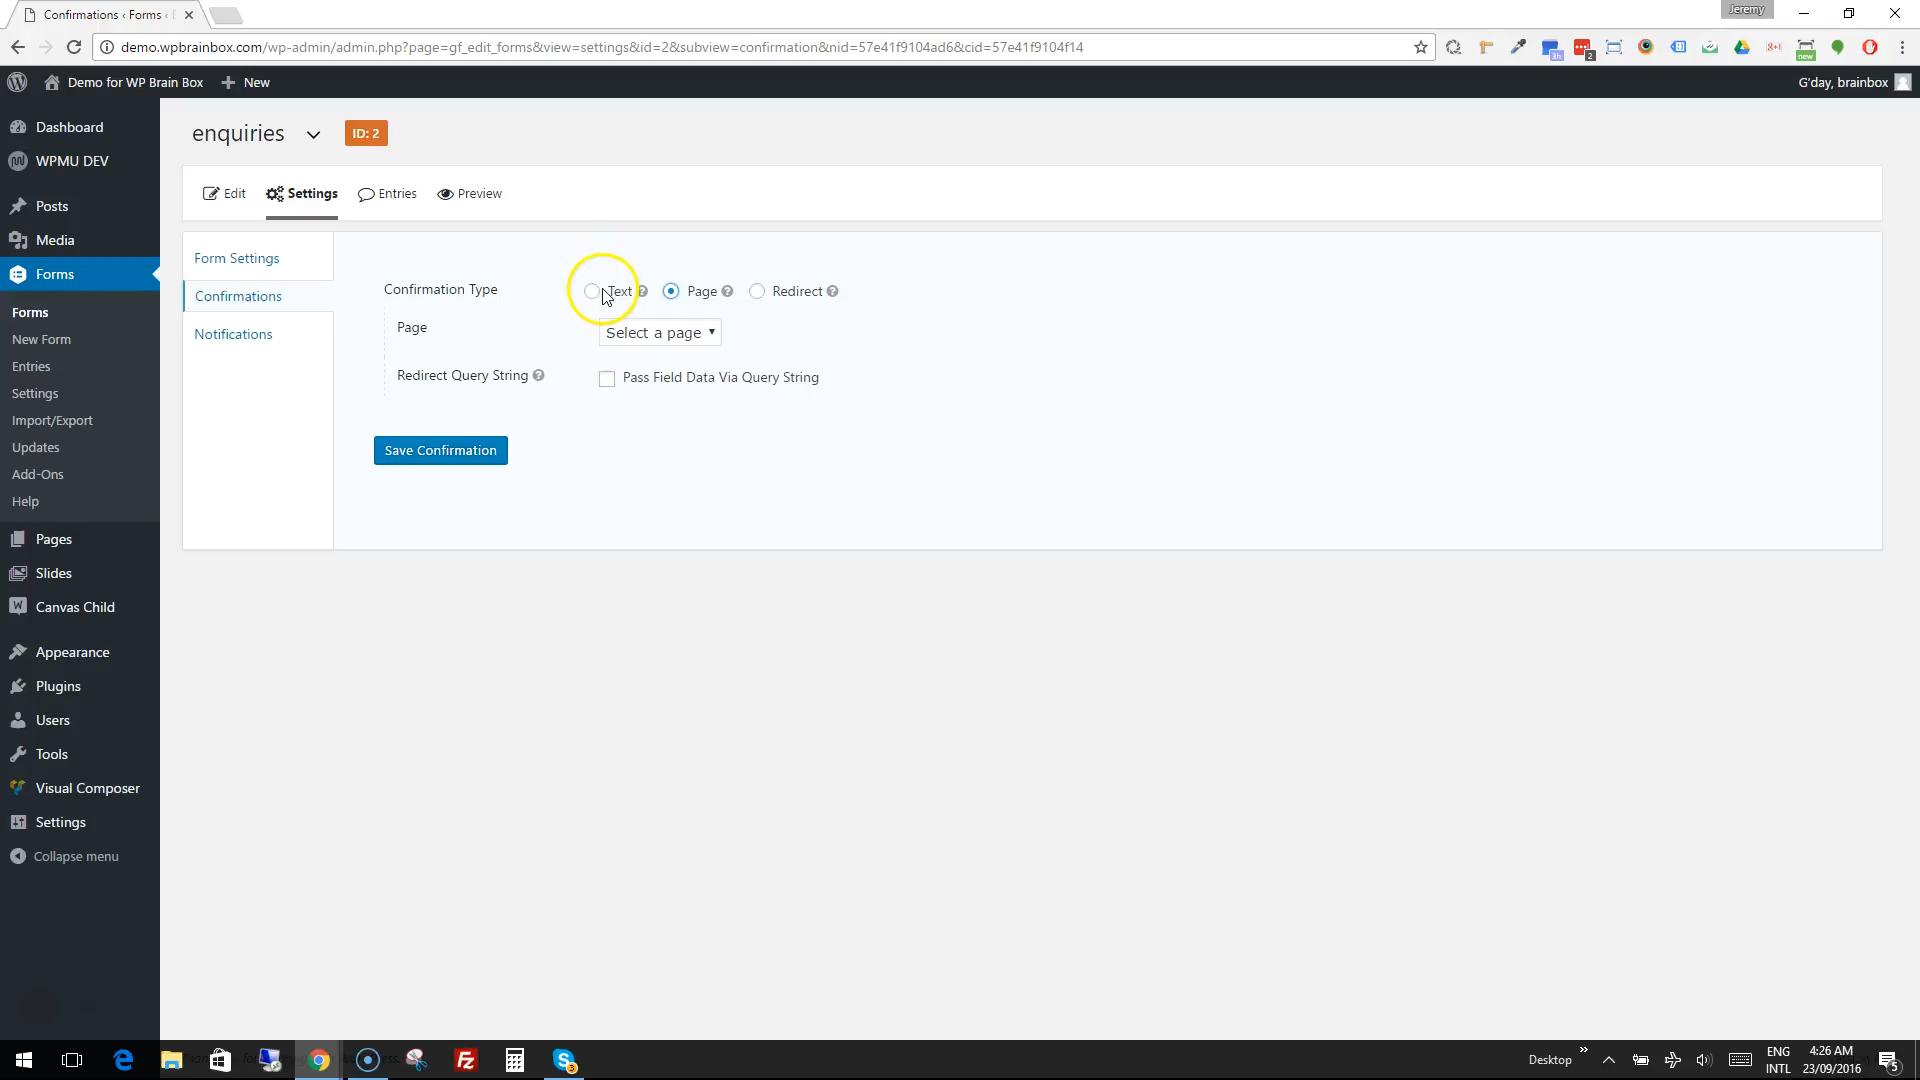 Confirmations ‹ Forms ‹
Jeremy
demo.wpbrainbox.com/wp-admin/admin.php?page=gf_edit_forms&view=settings&id=2&subview=confirmation&nid=57e41f9104ad6&cid=57e41f9104f14
3h
2
new
Demo for WP Brain Box
New
G'day, brainbox
Dashboard
WPMU DEV
Posts
Media
Forms
Forms
New Form
Entries
Settings
Import/Export
Updates
Add-Ons
Help
Pages
Slides
Canvas Child
Appearance
Plugins
Users
Tools
Visual Composer
Settings
Collapse menu
enquiries
ID: 2
Edit
Settings
Entries
Preview
Form Settings
Confirmations
Notifications
Confirmation Type
Text
Page
Redirect
Page
Select a page
Redirect Query String
Pass Field Data Via Query String
Save Confirmation
Desktop
ENG
INTL
4:26 AM
23/09/2016
5
3